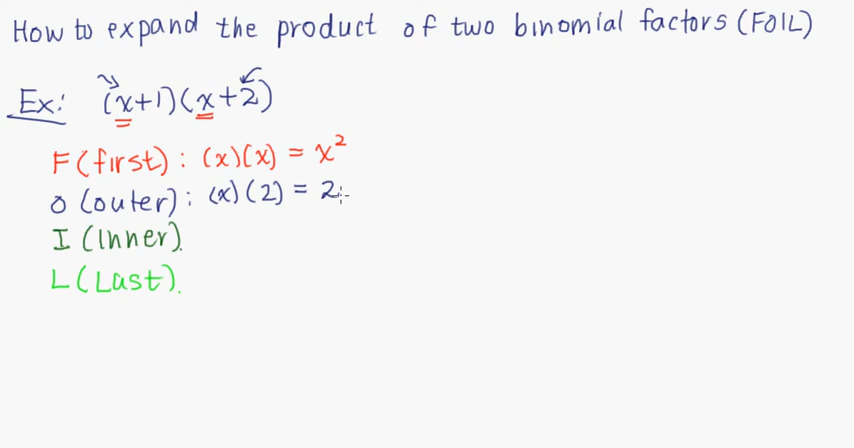 How to expand the product of two binomial factors (FOIL)
Ex: (x+1)(x+2)
F (first) : (x)(x) = x²
O (outer) : (x)(2) = 2
I (Inner)
L (Last)